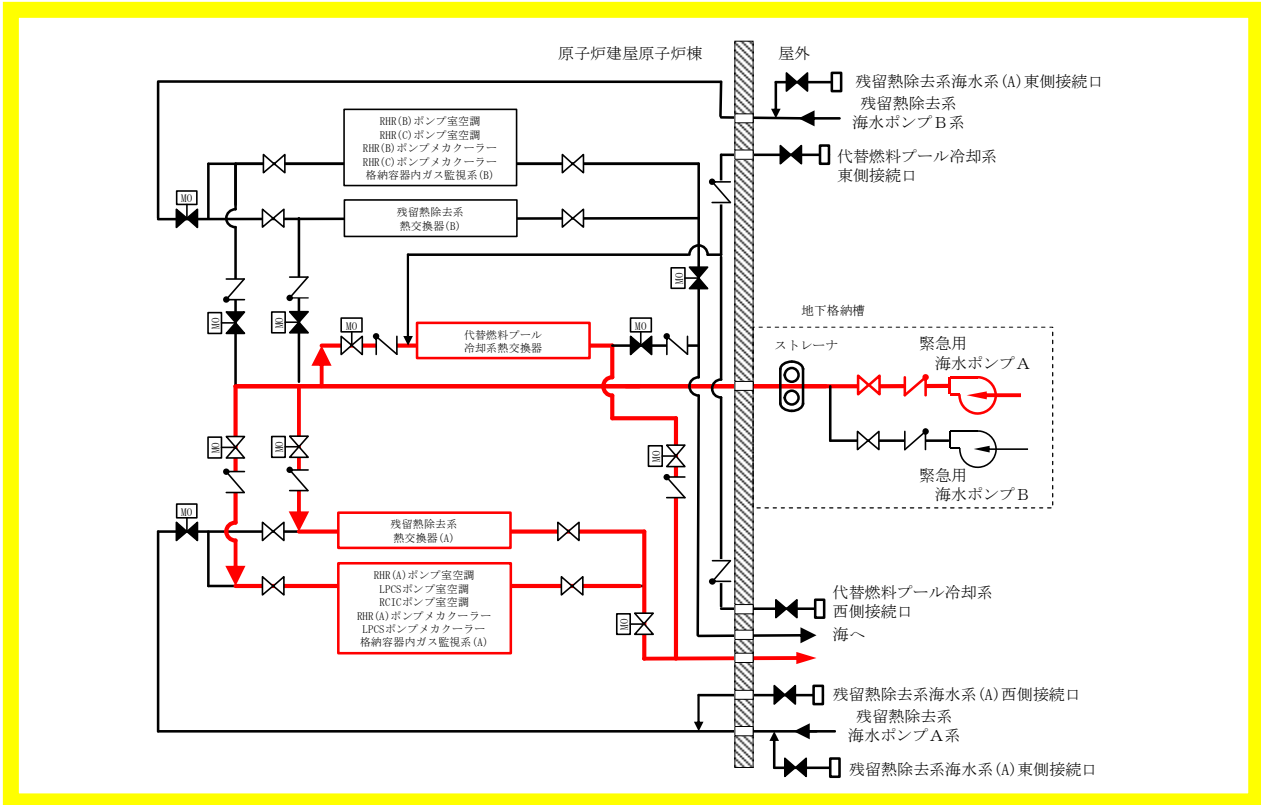 原子炉建屋原子炉棟
屋外
残留熱除去系海水系(A)東側接続口
残留熱除去系
海水ポンプB系
代替燃料プール冷却系
東側接続口
RHR(B)ポンプ室空調
RHR(C)ポンプ室空調
RHR(B)ポンプメカクーラー
RHR(C)ポンプメカクーラー
格納容器内ガス監視系(B)
MO
残留熱除去系
熱交換器(B)
MO
MO
MO
MO
代替燃料プール
冷却系熱交換器
MO
地下格納槽
ストレーナ
緊急用
海水ポンプA
緊急用
海水ポンプB
MO
MO
MO
MO
残留熱除去系
熱交換器(A)
RHR(A)ポンプ室空調
LPCSポンプ室空調
RCICポンプ室空調
RHR(A)ポンプメカクーラー
LPCSポンプメカクーラー
格納容器内ガス監視系(A)
MO
代替燃料プール冷却系
西側接続口
海へ
残留熱除去系海水系(A)西側接続口
残留熱除去系
海水ポンプA系
残留熱除去系海水系(A)東側接続口